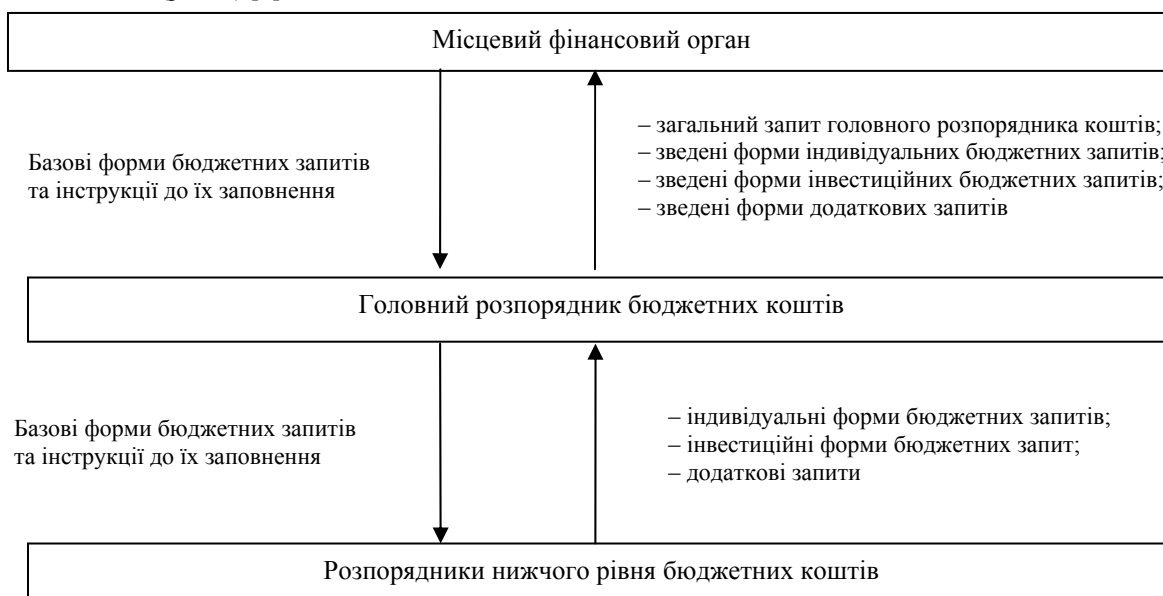 Місцевий фінансовий орган
Базові форми бюджетних запитів
та інструкції до їх заповнення
– загальний запит головного розпорядника коштів;
– зведені форми індивідуальних бюджетних запитів;
– зведені форми інвестиційних бюджетних запитів;
– зведені форми додаткових запитів
Головний розпорядник бюджетних коштів
Базові форми бюджетних запитів
та інструкції до їх заповнення
– індивідуальні форми бюджетних запитів;
– інвестиційні форми бюджетних запит;
– додаткові запити
Розпорядники нижчого рівня бюджетних коштів